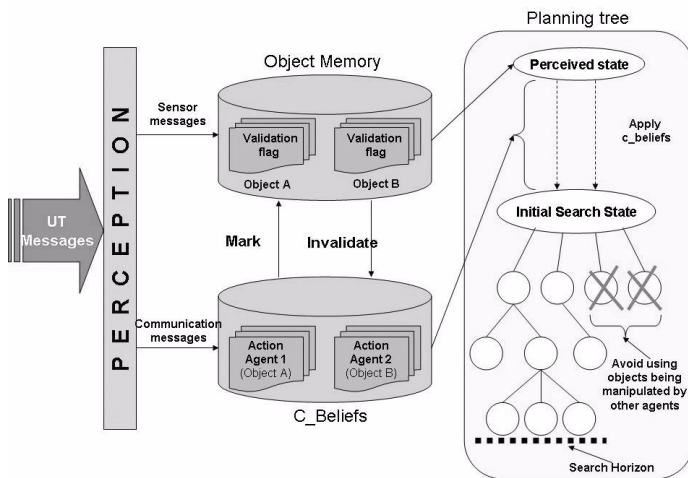 Planning tree
Object Memory
Perceived state
Sensor
messages
Validation
flag
Validation
flag
Object A
Object B
Apply
c_beliefs
PERCEPTION
UT
Messages
Initial Search State
Mark
Invalidate
Communication
messages
Action
Agent 1
(Object A)
Action
Agent 2
(Object B)
C_Beliefs
Avoid using
objects being
manipulated by
other agents
Search Horizon